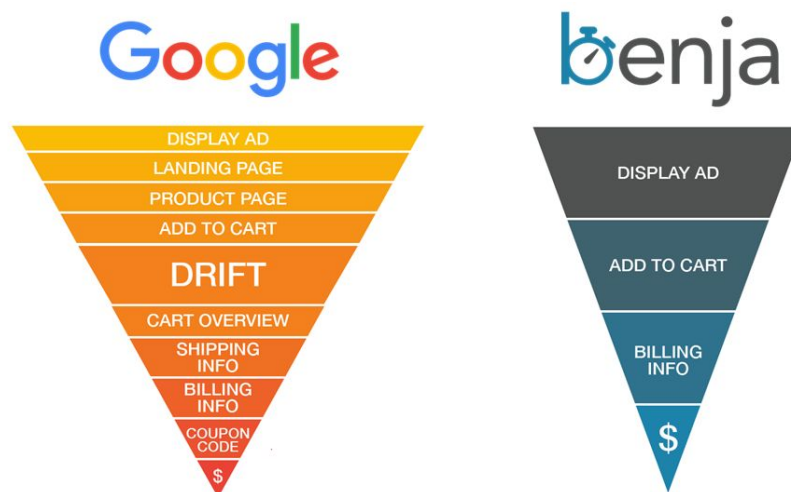 Google
DISPLAY AD
LANDING PAGE
PRODUCT PAGE
ADD TO CART
DRIFT
CART OVERVIEW
SHIPPING
INFO
BILLING
INFO
COUPON
CODE
$
benja
DISPLAY AD
ADD TO CART
BILLING
INFO
$